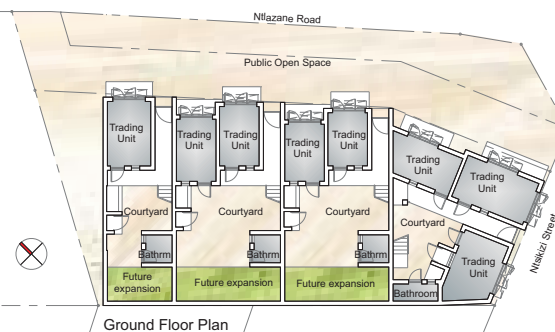 Ntlazane Road
Public Open Space
Trading
Unit
Trading
Unit
Trading
Unit
Trading
Unit
Trading
Unit
Trading
Unit
Trading
Unit
Trading
Unit
Courtyard
Courtyard
Courtyard
Courtyard
Ntsikizi Street
Bathrm
Bathrm
Bathrm
Bathroom
Future
expansion
Future expansion
Future expansion
Ground Floor Plan